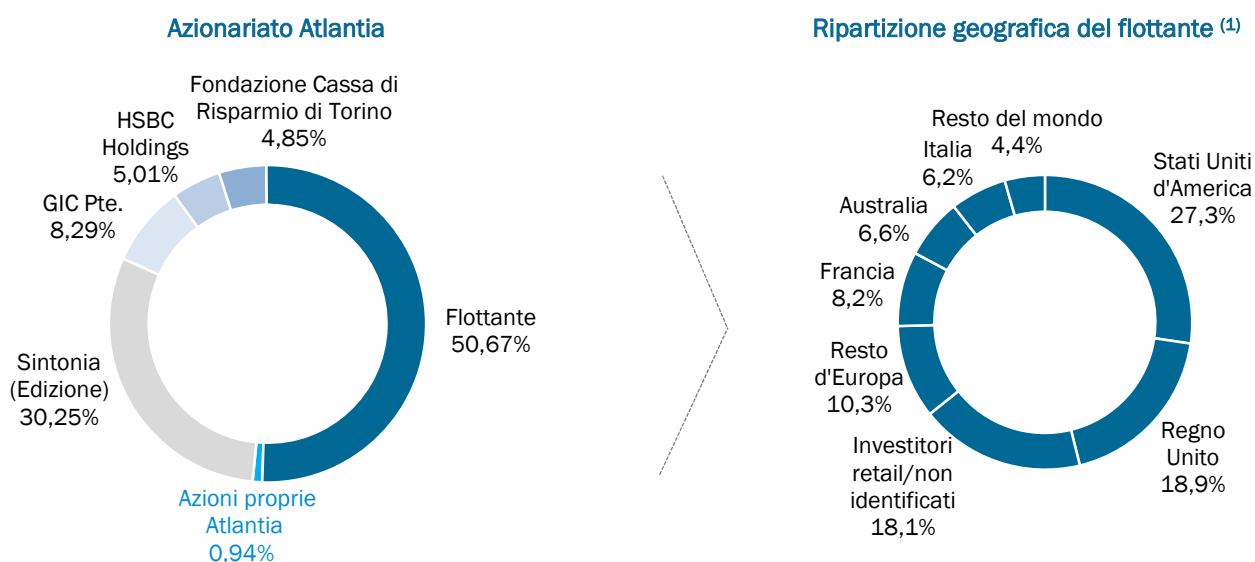 Azionariato Atlantia
Fondazione Cassa di
Risparmio di Torino
4,85%
HSBC
Holdings
5,01%
GIC Pte.
8,29%
Flottante
50,67%
Sintonia
(Edizione)
30,25%
Azioni proprie
Atlantia
0,94%
Ripartizione geografica del flottante (1)
Resto del mondo
4,4%
Italia
6,2%
Stati Uniti
d'America
27,3%
Australia
6,6%
Francia
8,2%
Resto
d'Europa
10,3%
Investitori
retail/non
identificati
18,1%
Regno
Unito
18,9%